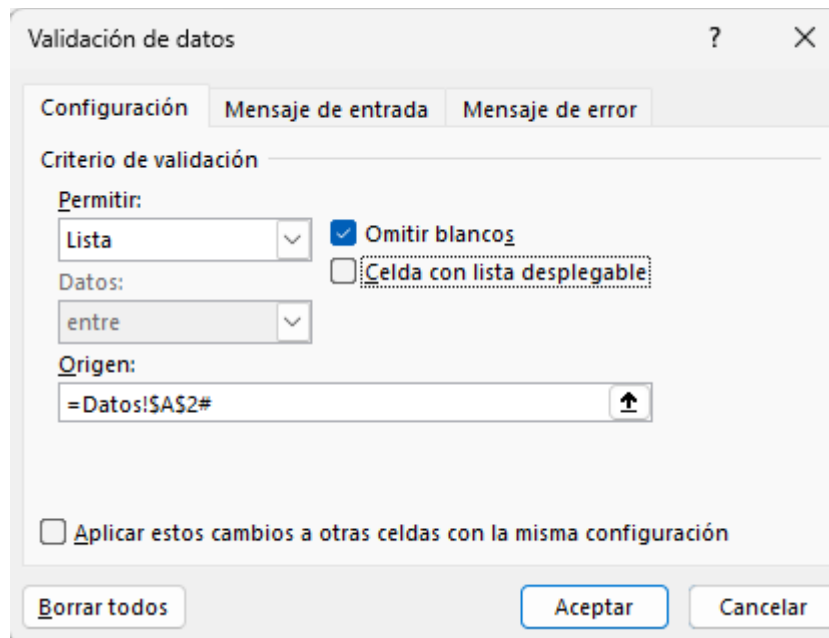 Validación de datos ?
Configuración Mensaje de entrada Mensaje de error
Criterio de validación
Permitir:
Lista Omitir blancos
Celda con lista desplegable
Datos:
entre
Origen:
=Datos!$A$2#
Aplicar estos cambios a otras celdas con la misma configuración
Borrar todos Aceptar Cancelar